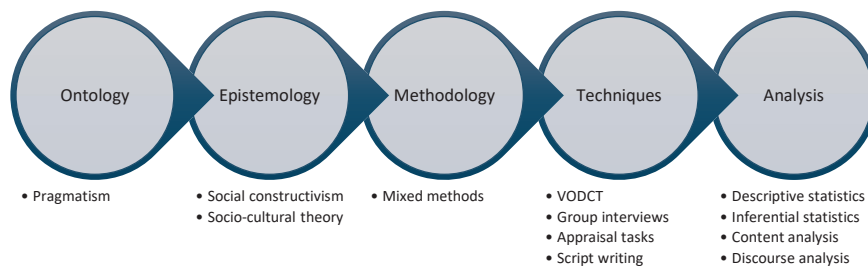 Ontology
Epistemology
Methodology
Techniques
Analysis
• Pragmatism
• Social constructivism
• Socio-cultural theory
• Mixed methods
• VODCT
• Group interviews
• Appraisal tasks
• Script writing
• Descriptive statistics
• Inferential statistics
• Content analysis
• Discourse analysis